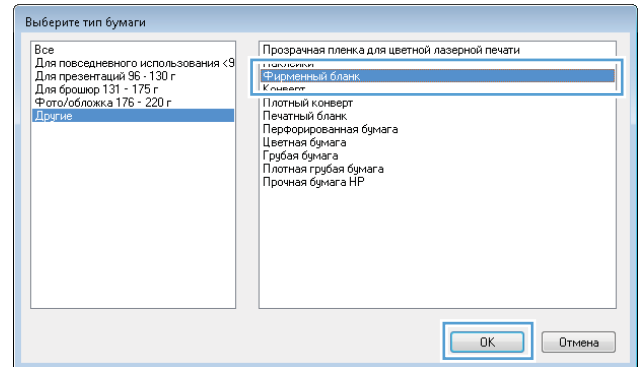 Выберите тип бумаги
Все
Для повседневного использования <9
Для презентаций 96 - 130 г
Для брошюр 131 - 175 г
Фото/обложка 176 - 220 г
Другие
Прозрачная пленка для цветной лазерной печати
Наклейки
Фирменный бланк
Конверт
Плотный конверт
Печатный бланк
Перфорированная бумага
Цветная бумага
Грубая бумага
Плотная грубая бумага
Прочная бумага HP
OK
Отмена